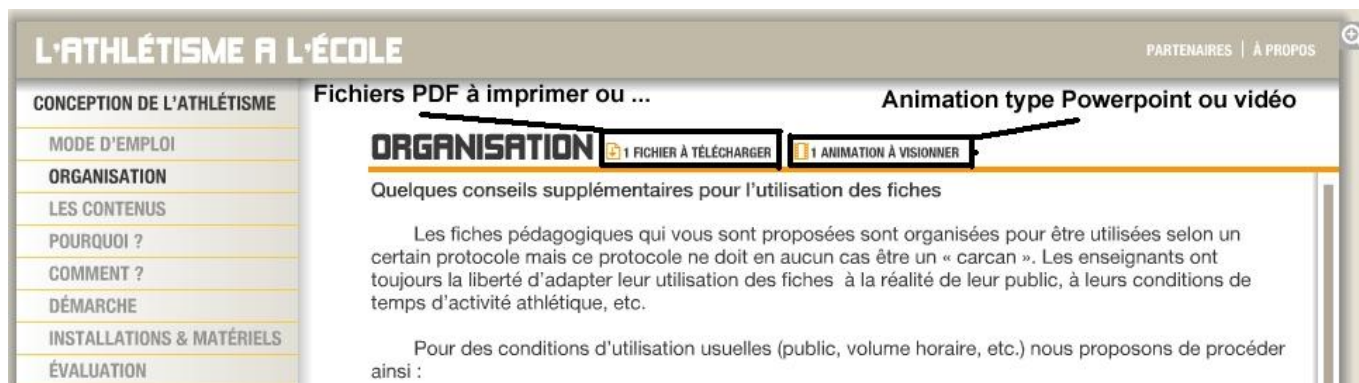 L'ATHLÉTISME A L'ÉCOLE
PARTENAIRES | À PROPOS
CONCEPTION DE L'ATHLÉTISME
MODE D'EMPLOI
ORGANISATION
LES CONTENUS
POURQUOI ?
COMMENT ?
DÉMARCHE
INSTALLATIONS & MATÉRIELS
ÉVALUATION
Fichiers PDF à imprimer ou ...
Animation type Powerpoint ou vidéo
ORGANISATION 1 FICHIER À TÉLÉCHARGER 1 ANIMATION À VISIONNER
Quelques conseils supplémentaires pour l'utilisation des fiches
Les fiches pédagogiques qui vous sont proposées sont organisées pour être utilisées selon un
certain protocole mais ce protocole ne doit en aucun cas être un « carcan ». Les enseignants ont
toujours la liberté d'adapter leur utilisation des fiches à la réalité de leur public, à leurs conditions de
temps d'activité athlétique, etc.
Pour des conditions d'utilisation usuelles (public, volume horaire, etc.) nous proposons de procéder
ainsi :